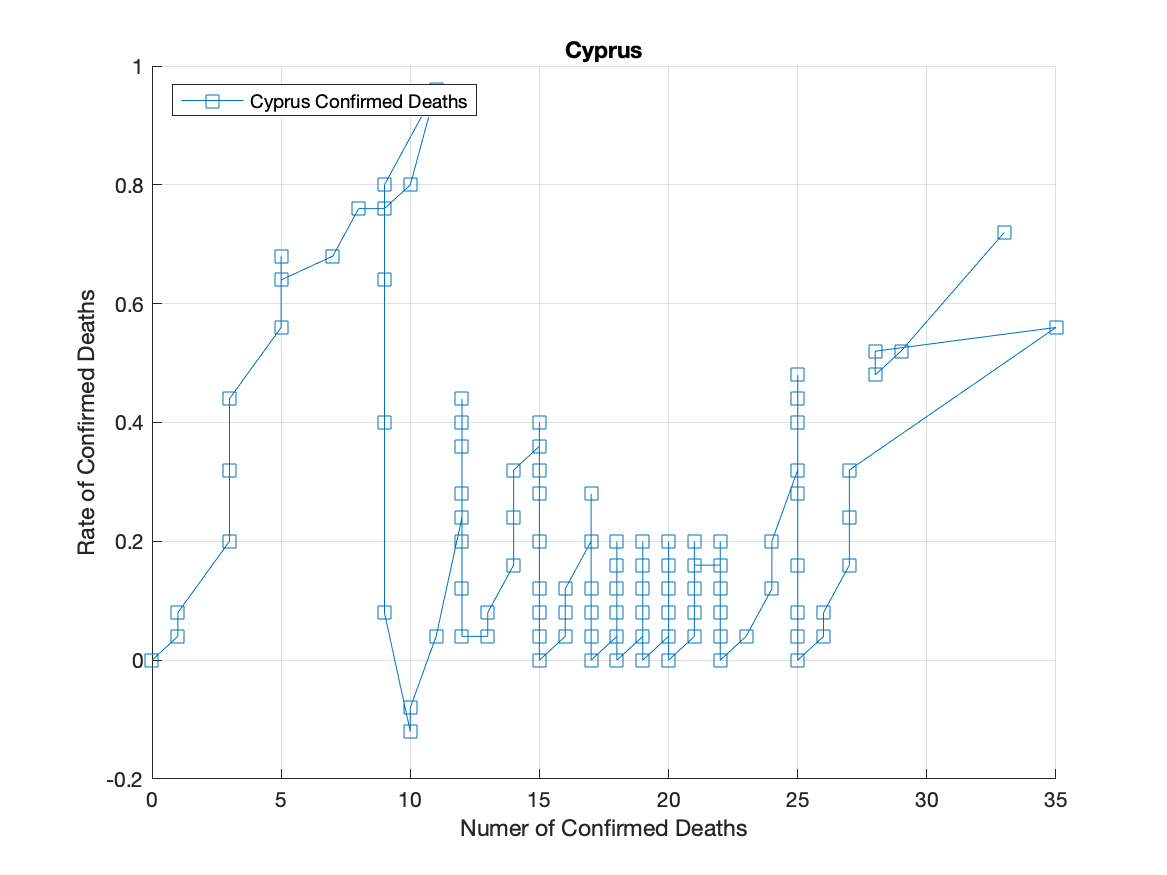 Cyprus
Cyprus Confirmed Deaths
1
0.8
0.6
0.4
0.2
0
-0.2
Rate of Confirmed Deaths
0 5 10 15 20 25 30 35
Numer of Confirmed Deaths